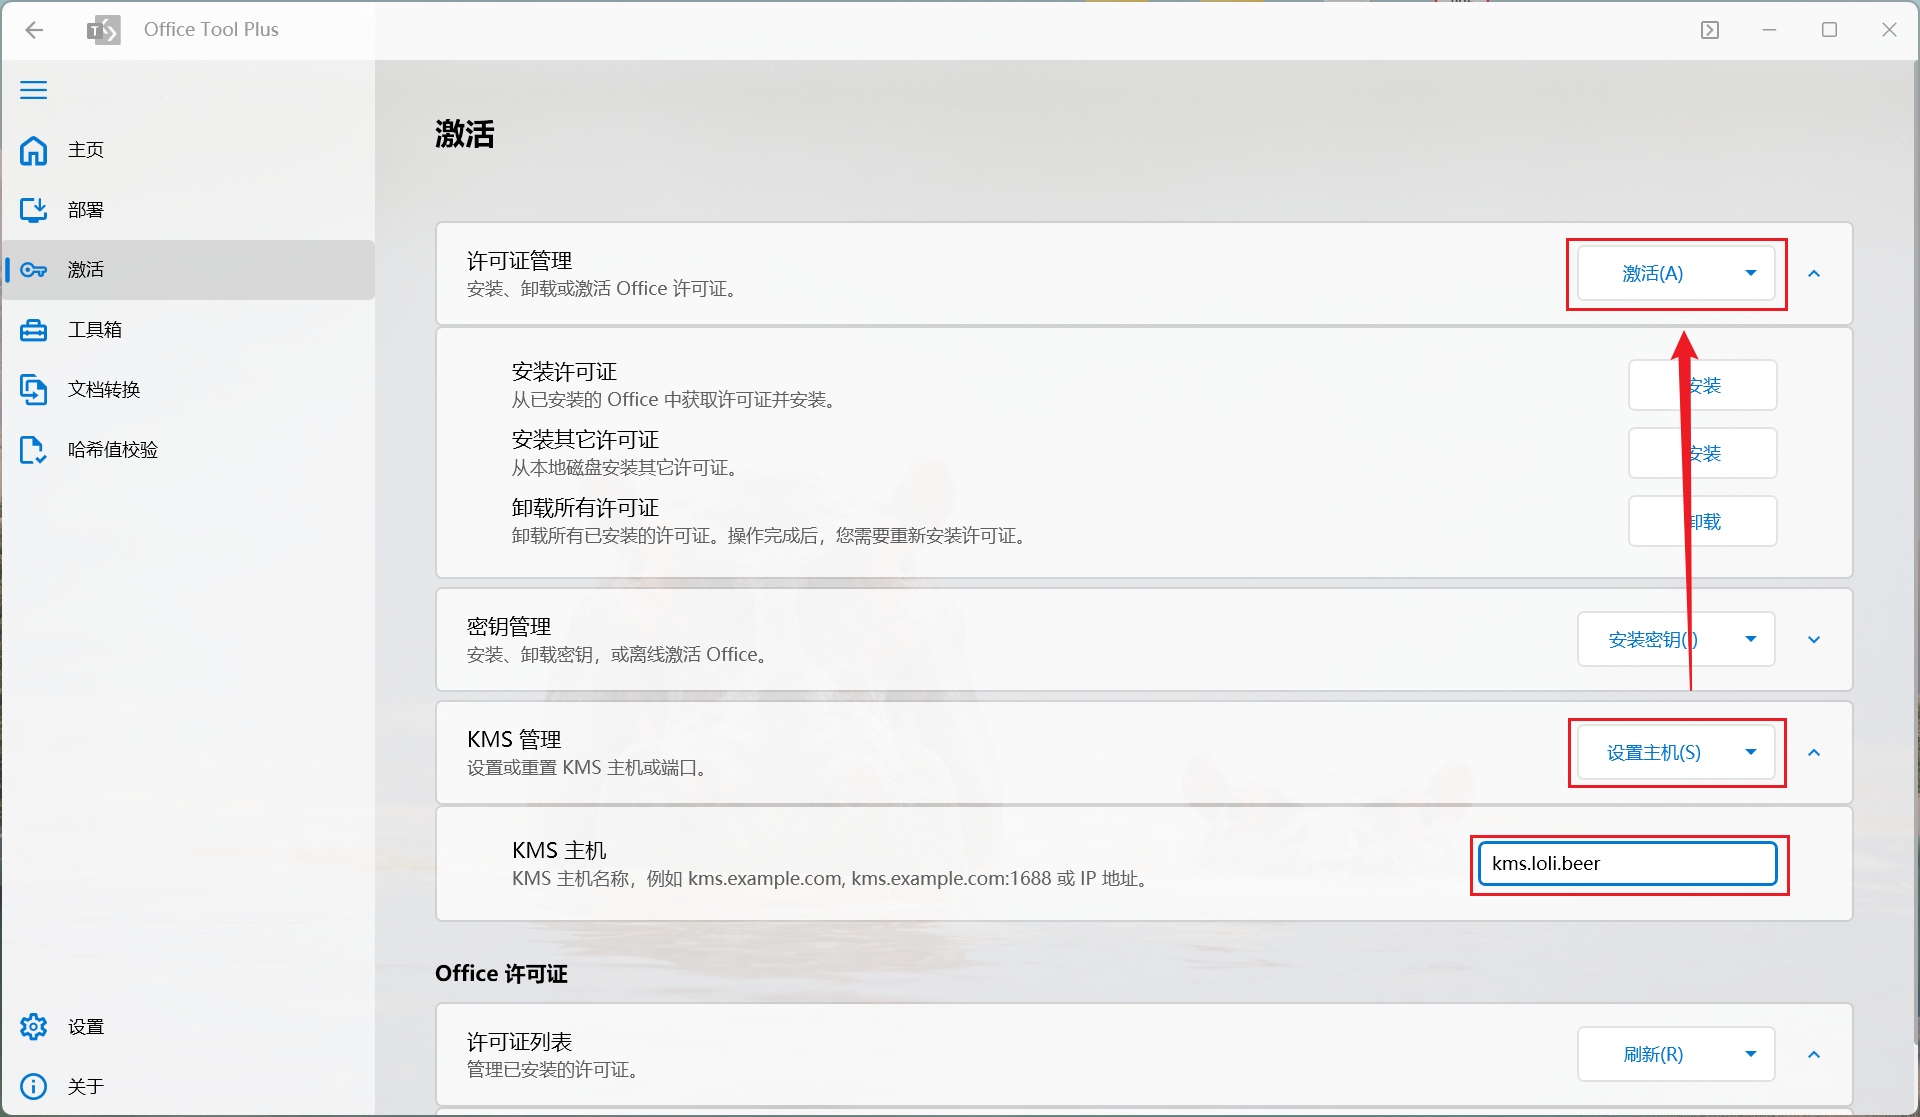 Office Tool Plus
主页
部署
激活
工具箱
文档转换
哈希值校验
设置
关于
激活
许可证管理
安装、卸载或激活 Office 许可证。
激活(A)
安装许可证
从已安装的 Office 中获取许可证并安装。
安装
安装其它许可证
从本地磁盘安装其它许可证。
安装
卸载所有许可证
卸载所有已安装的许可证。操作完成后，您需要重新安装许可证。
卸载
密钥管理
安装、卸载密钥，或离线激活 Office。
安装密钥(I)
KMS 管理
设置或重置 KMS 主机或端口。
设置主机(S)
KMS 主机
KMS 主机名称，例如 kms.example.com, kms.example.com:1688 或 IP 地址。
kms.loli.beer
Office 许可证
许可证列表
管理已安装的许可证。
刷新(R)